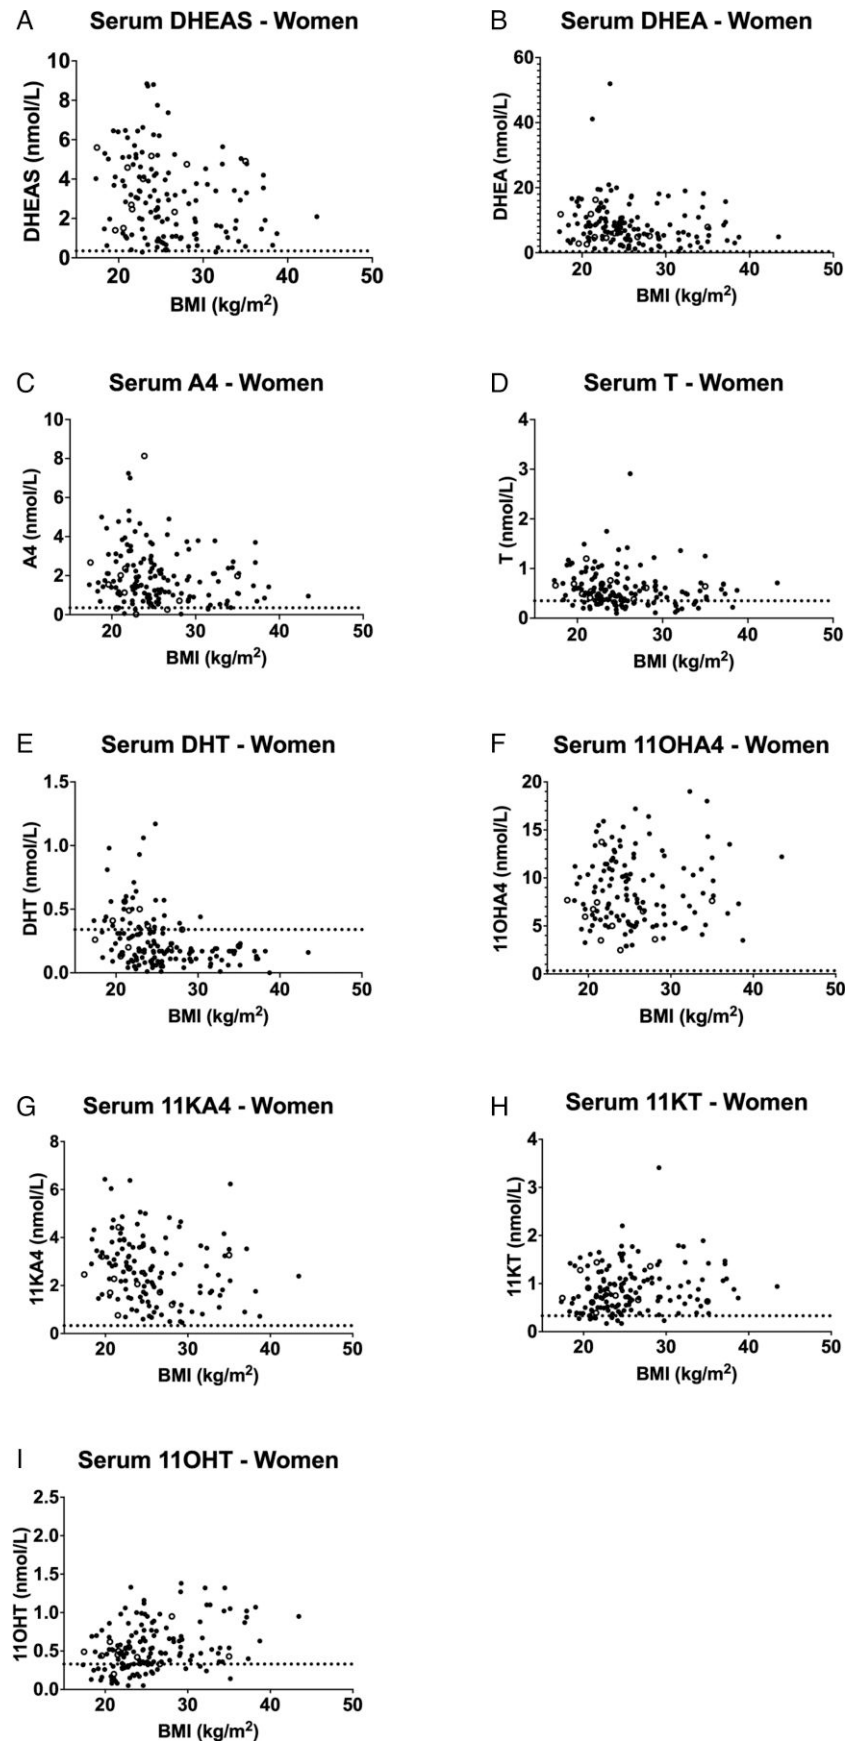 A Serum DHEAS - Women
10
8
6
4
2
0
DHEAS (nmol/L)
20 30 40 50
BMI (kg/m²)
B Serum DHEA - Women
60
40
20
0
DHEA (nmol/L)
20 30 40 50
BMI (kg/m²)
C Serum A4 - Women
10
8
6
4
2
0
A4 (nmol/L)
20 30 40 50
BMI (kg/m²)
D Serum T - Women
4
3
2
1
0
T (nmol/L)
20 30 40 50
BMI (kg/m²)
E Serum DHT - Women
1.5
1.0
0.5
0.0
DHT (nmol/L)
20 30 40 50
BMI (kg/m²)
F Serum 11OHA4 - Women
20
15
10
5
0
11OHA4 (nmol/L)
20 30 40 50
BMI (kg/m²)
G Serum 11KA4 - Women
8
6
4
2
0
11KA4 (nmol/L)
20 30 40 50
BMI (kg/m²)
H Serum 11KT - Women
4
3
2
1
0
11KT (nmol/L)
20 30 40 50
BMI (kg/m²)
I Serum 11OHT - Women
2.5
2.0
1.5
1.0
0.5
0.0
11OHT (nmol/L)
20 30 40 50
BMI (kg/m²)